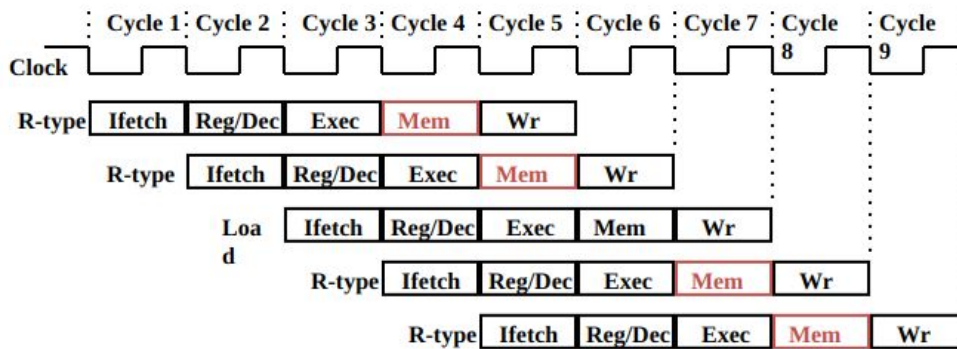 Cycle 1 Cycle 2 Cycle 3 Cycle 4 Cycle 5 Cycle 6 Cycle 7 Cycle 8 Cycle 9
Clock
R-type Ifetch Reg/Dec Exec Mem Wr
R-type Ifetch Reg/Dec Exec Mem Wr
Load Ifetch Reg/Dec Exec Mem Wr
R-type Ifetch Reg/Dec Exec Mem Wr
R-type Ifetch Reg/Dec Exec Mem Wr